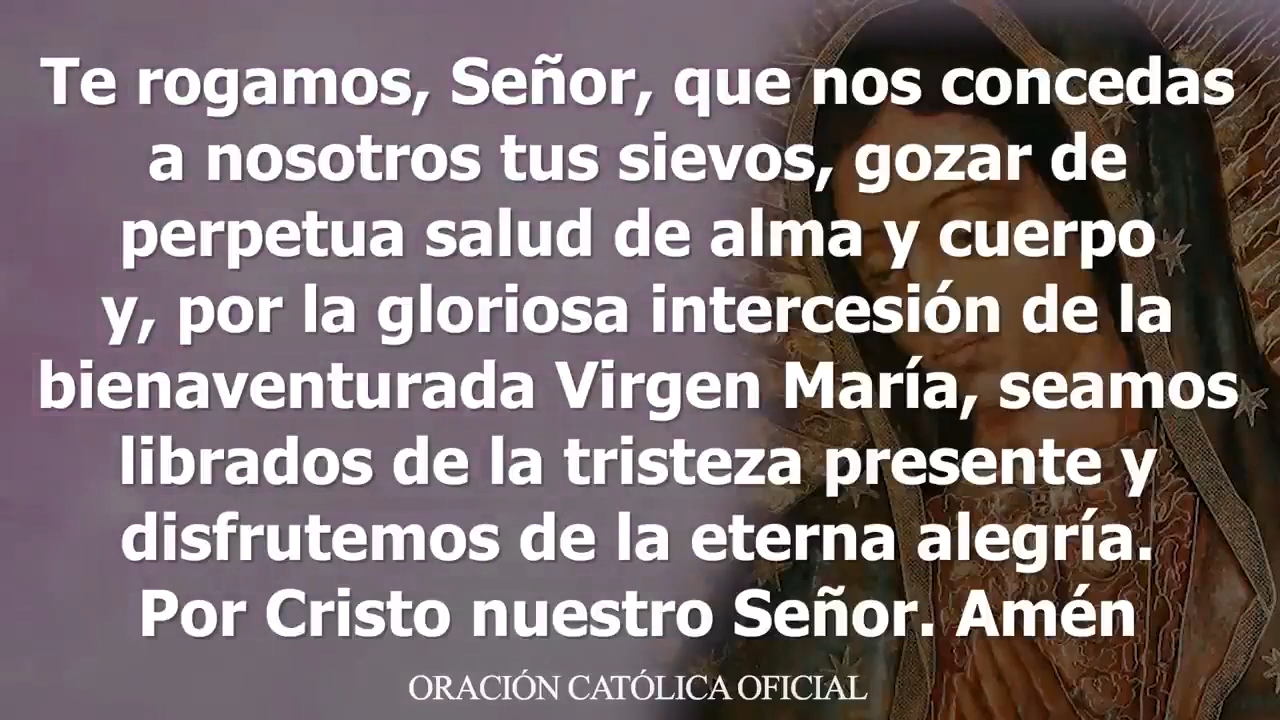 Te rogamos, Señor, que nos concedas
a nosotros tus sievos, gozar de
perpetua salud de alma y cuerpo
y, por la gloriosa intercesión de la
bienaventurada Virgen María, seamos
librados de la tristeza presente y
disfrutemos de la eterna alegría.
Por Cristo nuestro Señor. Amén
ORACIÓN CATÓLICA OFICIAL